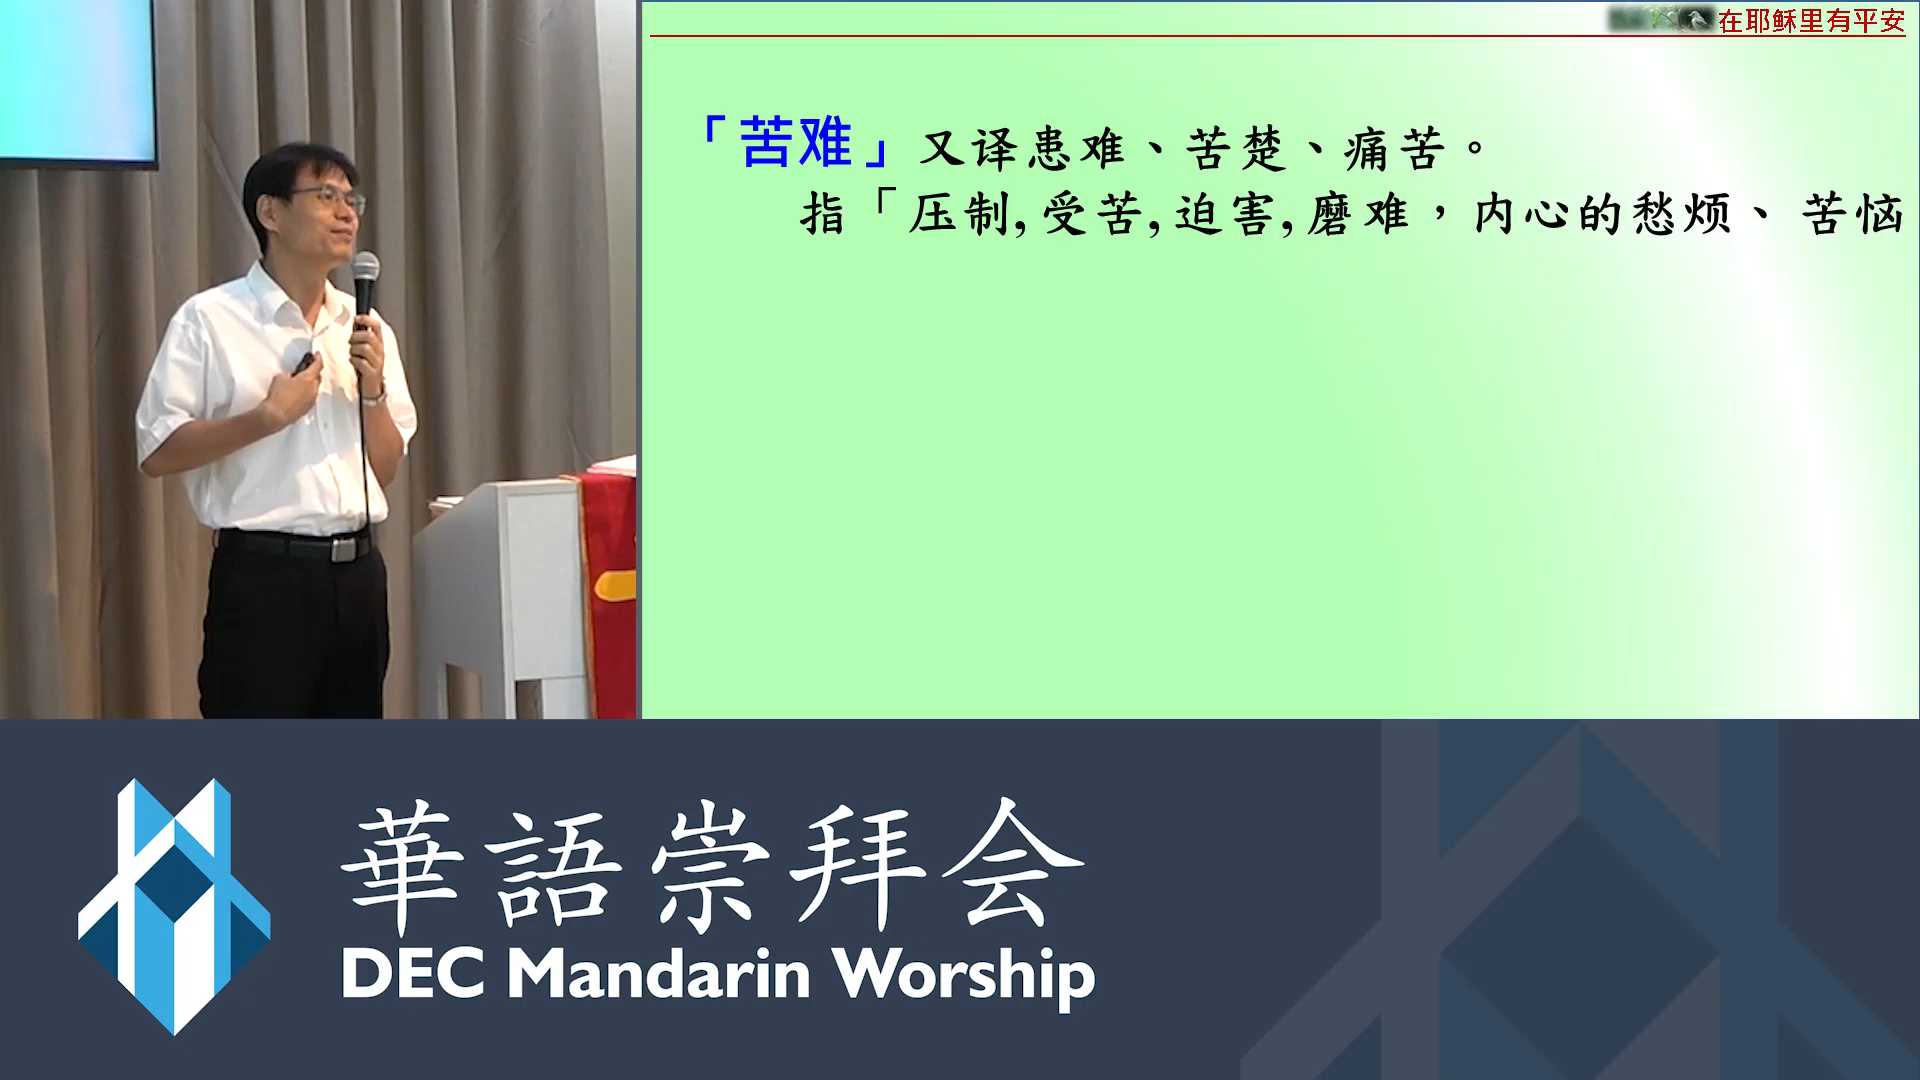 在耶稣里有平安
「苦难」又译患难、苦楚、痛苦。
指「压制,受苦,迫害,磨难，内心的愁烦、 苦恼
華語崇拜会
DEC Mandarin Worship